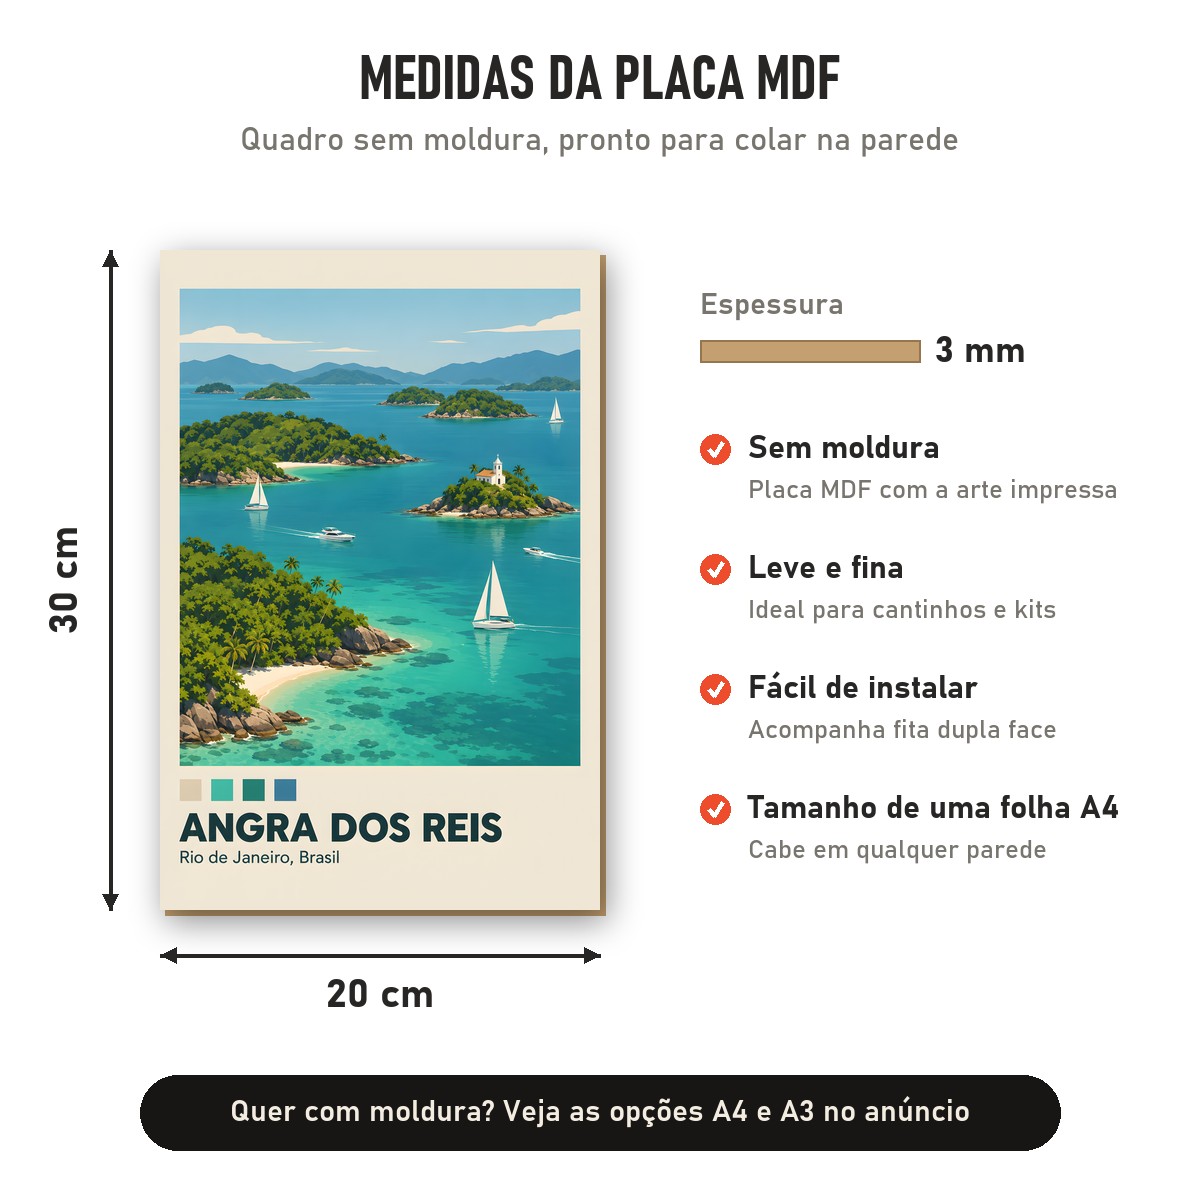 MEDIDAS DA PLACA MDF
Quadro sem moldura, pronto para colar na parede
30 cm
ANGRA DOS REIS
Rio de Janeiro, Brasil
20 cm
Espessura
3 mm
Sem moldura
Placa MDF com a arte impressa
Leve e fina
Ideal para cantinhos e kits
Fácil de instalar
Acompanha fita dupla face
Tamanho de uma folha A4
Cabe em qualquer parede
Quer com moldura? Veja as opções A4 e A3 no anúncio